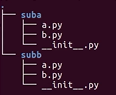 .
├── suba
│   ├── a.py
│   ├── b.py
│   └── __init__.py
└── subb
    ├── a.py
    ├── b.py
    └── __init__.py